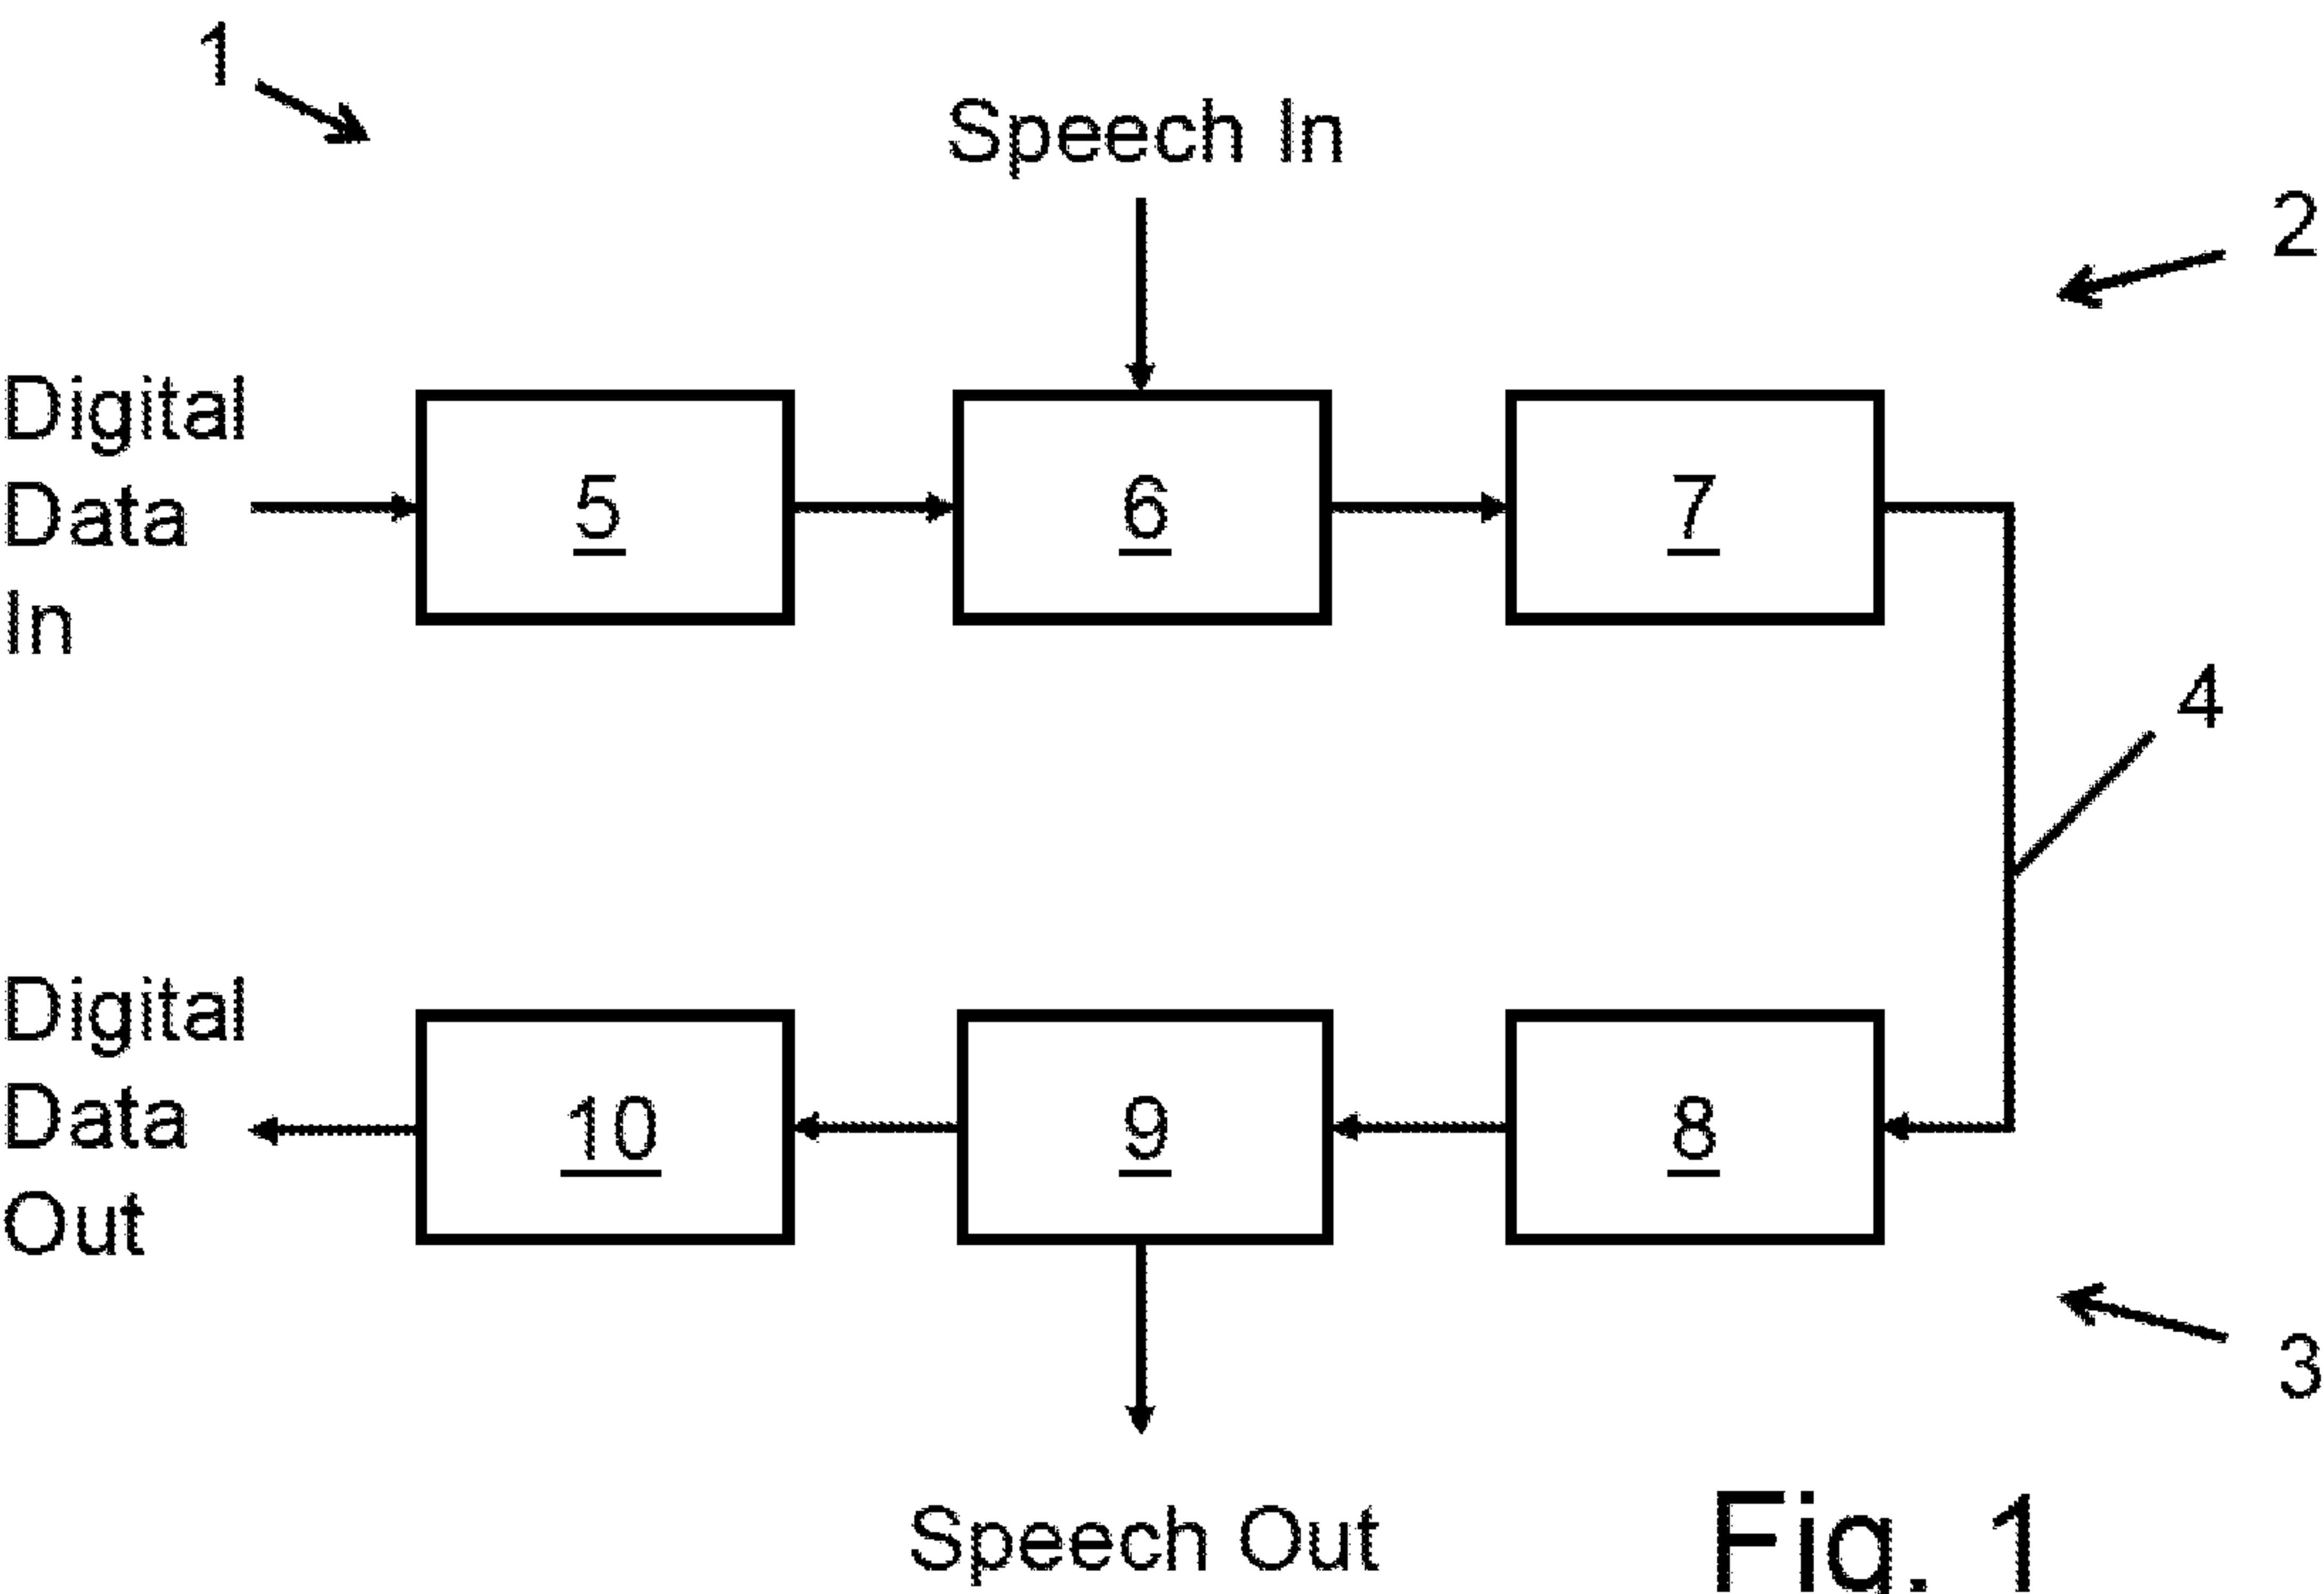 1
Speech In
2
Digital
Data
In
5
6
7
4
Digital
Data
Out
10
9
8
3
Speech Out
Fig. 1